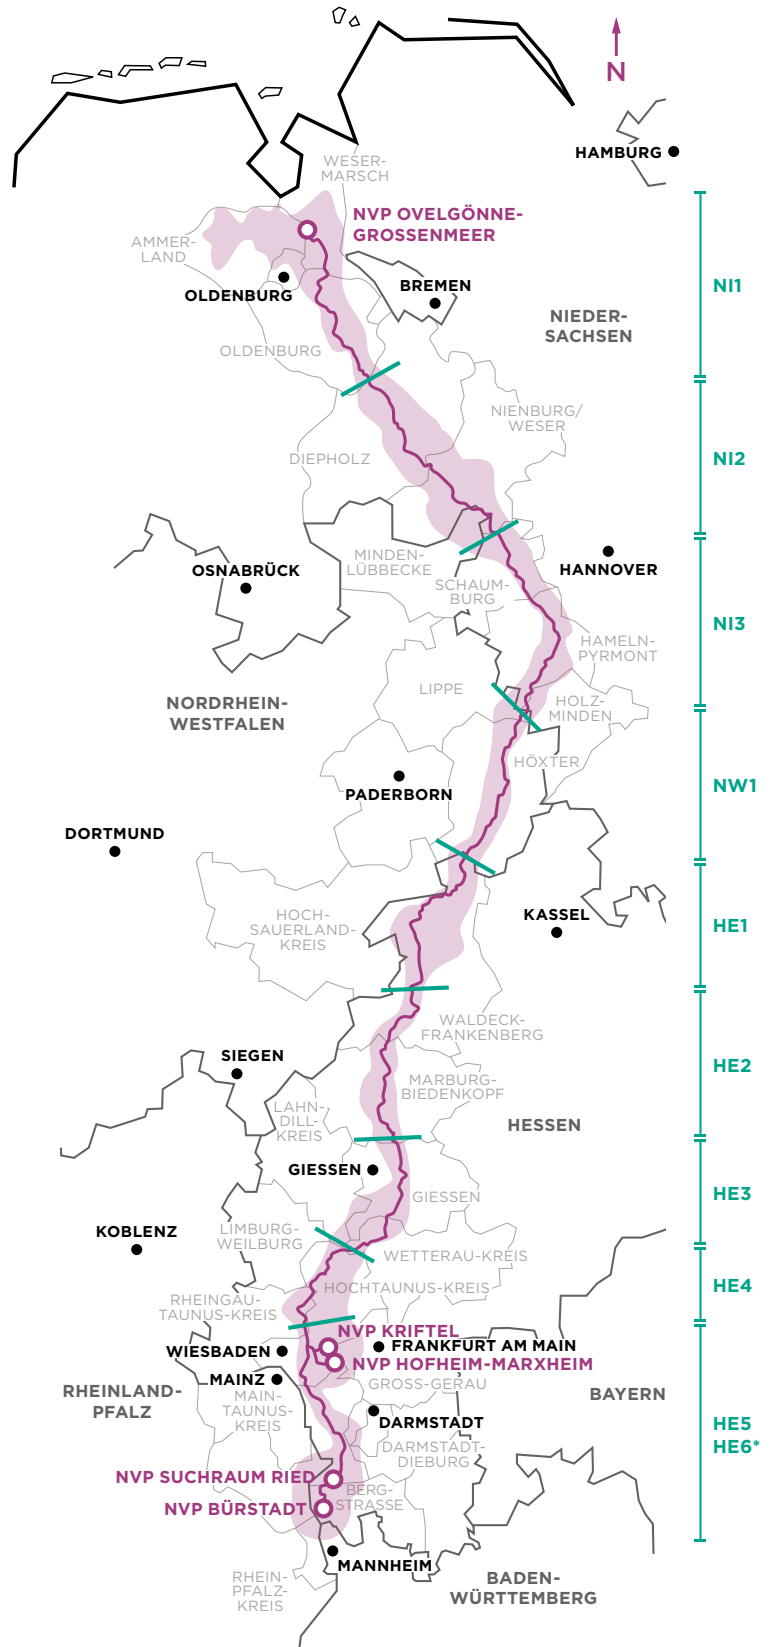 N
HAMBURG
WESER-
MARSCH
NVP OVELGÖNNE-
GROSSENMEER
AMMER-
LAND
OLDENBURG
BREMEN
NI1
NIEDER-
SACHSEN
OLDENBURG
NIENBURG/
WESER
DIEPHOLZ
NI2
MINDEN-
LÜBBECKE
OSNABRÜCK
HANNOVER
SCHAUM-
BURG
NI3
HAMELN-
PYRMONT
LIPPE
HOLZ-
MINDEN
NORDRHEIN-
WESTFALEN
HÖXTER
NW1
PADERBORN
DORTMUND
HOCH-
SAUERLAND-
KREIS
KASSEL
HE1
WALDECK-
FRANKENBERG
SIEGEN
HE2
MARBURG-
BIEDENKOPF
LAHN-
DILL-
KREIS
HESSEN
GIESSEN
GIESSEN
HE3
KOBLENZ
LIMBURG-
WEILBURG
WETTERAU-KREIS
HOCHTAUNUS-KREIS
HE4
RHEINGAU-
TAUNUS-KREIS
NVP KRIFTEL
FRANKFURT AM MAIN
WIESBADEN
NVP HOFHEIM-MARXHEIM
MAINZ
GROSS-GERAU
RHEINLAND-
PFALZ
MAIN-
TAUNUS-
KREIS
BAYERN
DARMSTADT
HE5
HE6*
DARMSTADT-
DIEBURG
NVP SUCHRAUM RIED
BERG-
STRASSE
NVP BÜRSTADT
MANNHEIM
RHEIN-
PFALZ-
KREIS
BADEN-
WÜRTTEMBERG